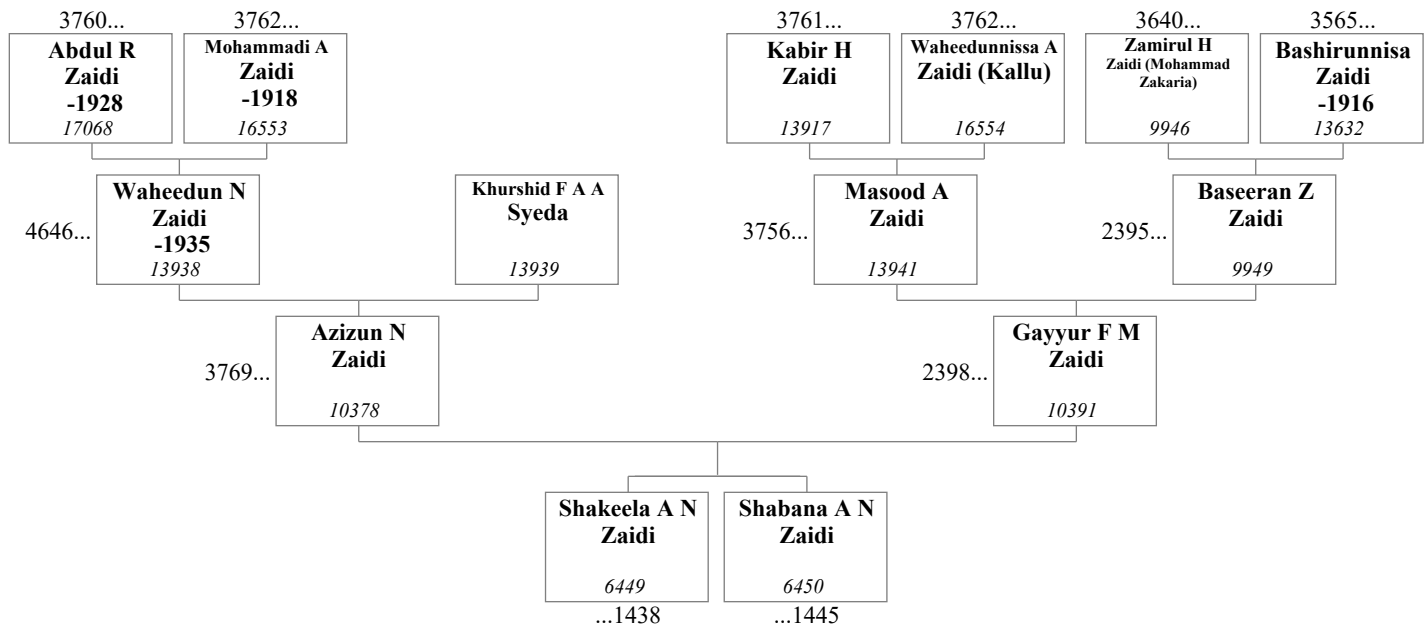 3760...
3762...
3761...
3762...
3640...
3565...
Abdul R
Zaidi
-1928
17068
Mohammadi A
Zaidi
-1918
16553
Kabir H
Zaidi
13917
Waheedunnissa A
Zaidi (Kallu)
16554
Zamirul H
Zaidi (Mohammad
Zakaria)
9946
Bashirunnisa
Zaidi
-1916
13632
4646...
Waheedun N
Zaidi
-1935
13938
Khurshid F A A
Syeda
13939
3756...
Masood A
Zaidi
13941
2395...
Baseeran Z
Zaidi
9949
3769...
Azizun N
Zaidi
10378
2398...
Gayyur F M
Zaidi
10391
Shakeela A N
Zaidi
6449
...1438
Shabana A N
Zaidi
6450
...1445